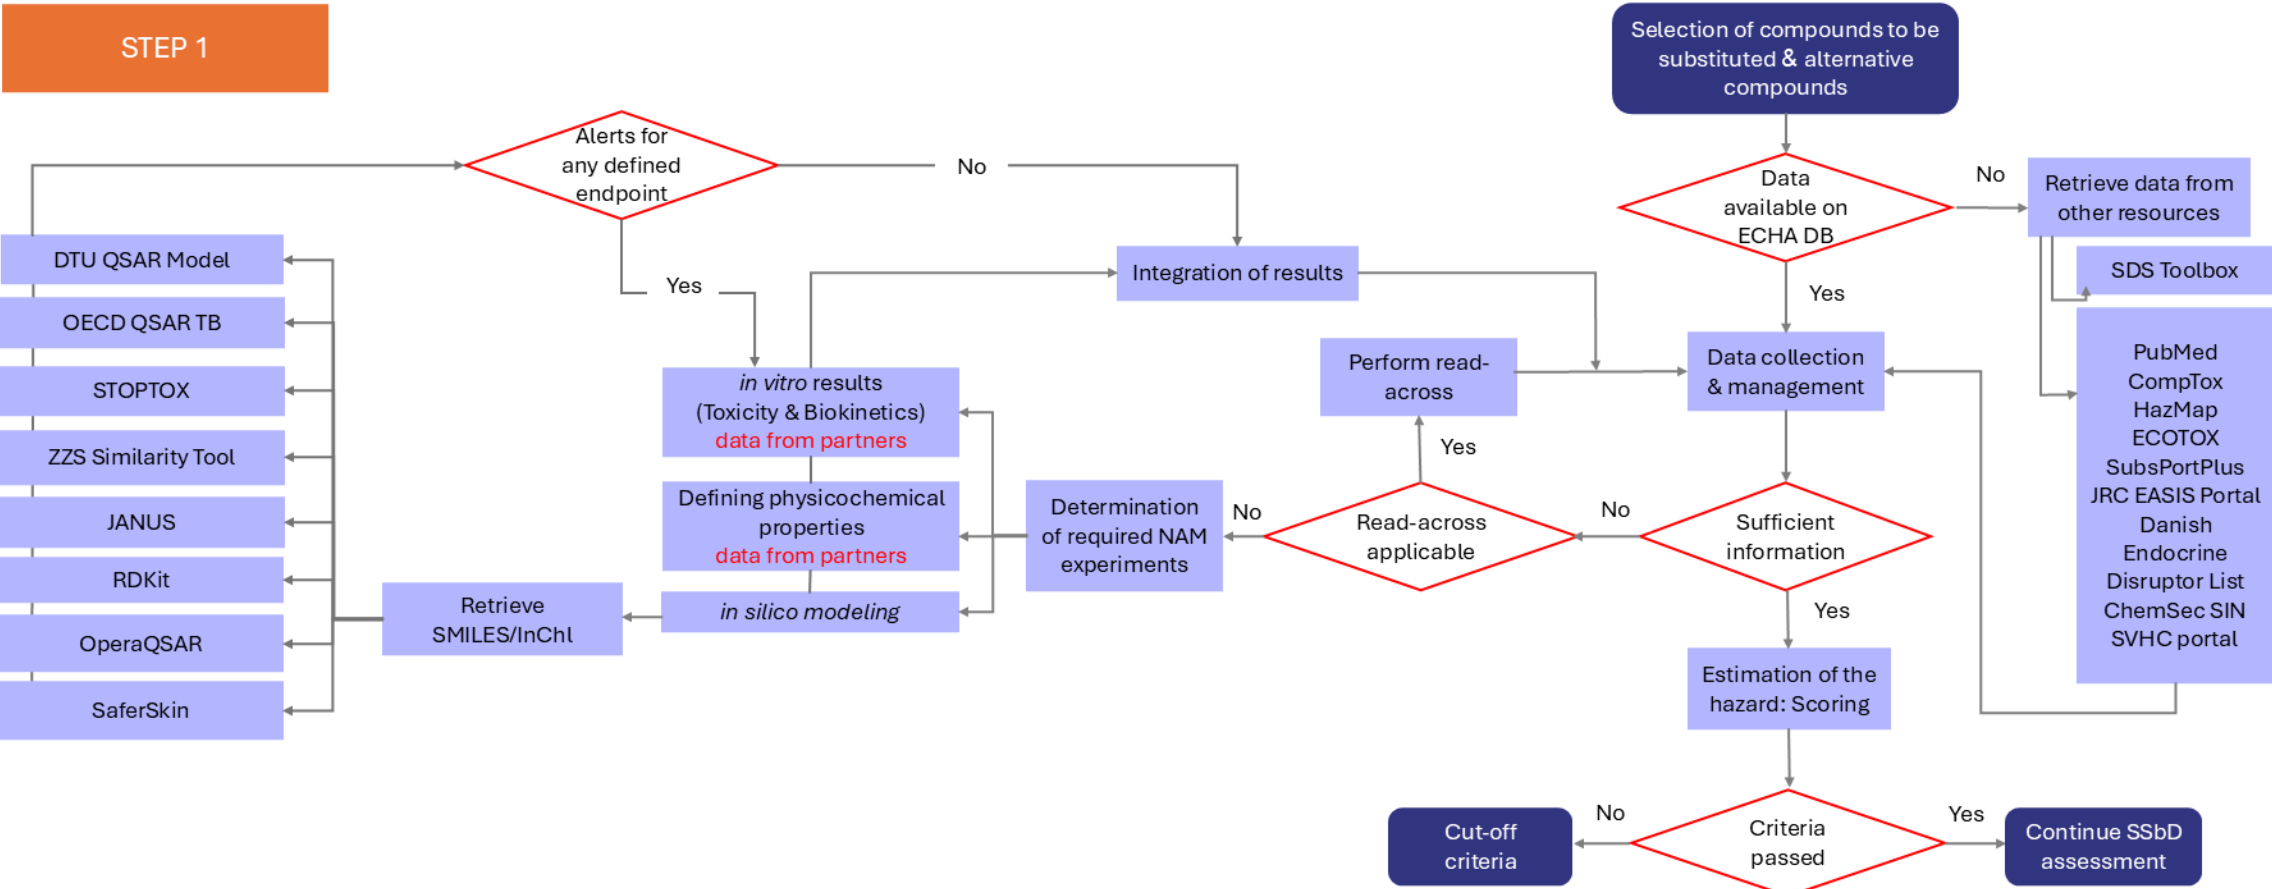 STEP 1
Selection of compounds to be
substituted & alternative
compounds
Alerts for
any defined
endpoint
No
Data
available on
ECHA DB
No
Retrieve data from
other resources
DTU QSAR Model
Yes
Integration of results
Yes
SDS Toolbox
OECD QSAR TB
STOPTOX
ZZS Similarity Tool
JANUS
RDKit
OperaQSAR
SaferSkin
Retrieve
SMILES/InChl
in vitro results
(Toxicity & Biokinetics)
data from partners
Defining physicochemical
properties
data from partners
in silico modeling
Determination
of required NAM
experiments
No
Perform read-
across
Yes
Read-across
applicable
No
Data collection
& management
Sufficient
information
Yes
PubMed
CompTox
HazMap
ECOTOX
SubsPortPlus
JRC EASIS Portal
Danish
Endocrine
Disruptor List
ChemSec SIN
SVHC portal
Estimation of the
hazard: Scoring
Cut-off
criteria
No
Criteria
passed
Yes
Continue SSbD
assessment